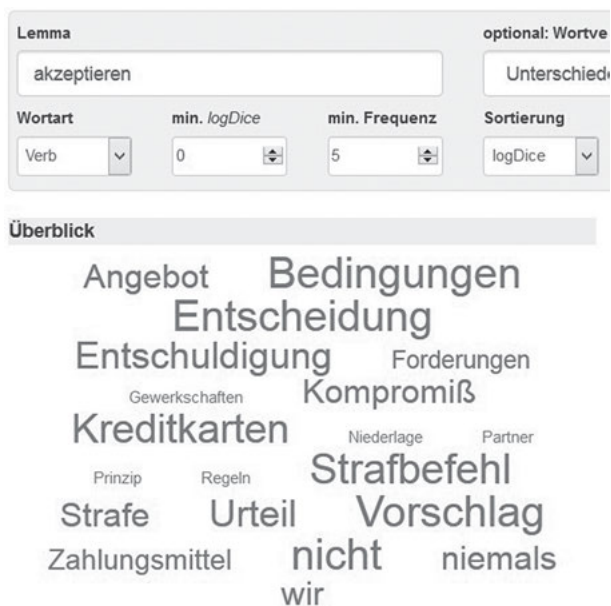 Lemma optional: Wortve
akzeptieren Unterschied
Wortart min. logDice min. Frequenz Sortierung
Verb 0 5 logDice
Überblick
Angebot Bedingungen
Entscheidung
Entschuldigung Forderungen
Gewerkschaften Kompromiß
Kreditkarten Niederlage Partner
Prinzip Regeln Strafbefehl
Strafe Urteil Vorschlag
Zahlungsmittel nicht niemals
wir